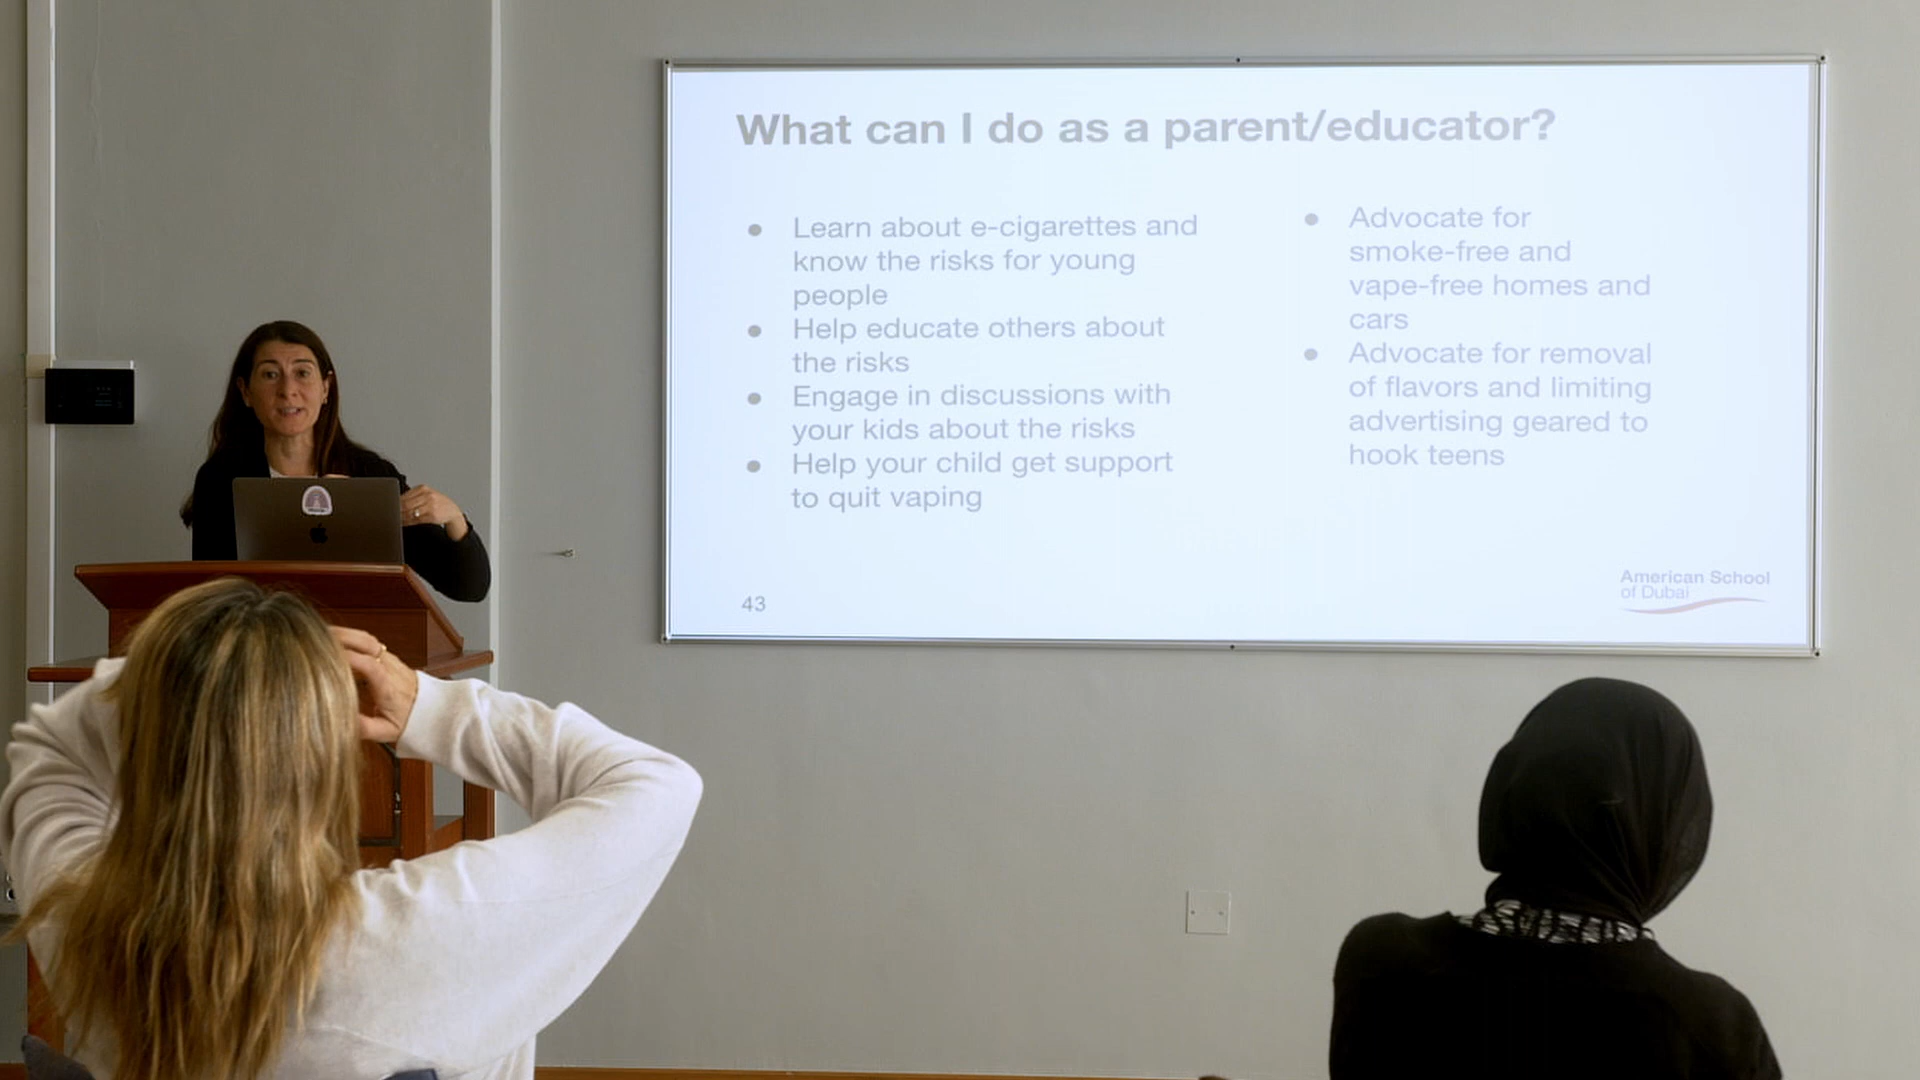 What can I do as a parent/educator?
● Learn about e-cigarettes and
know the risks for young
people
● Help educate others about
the risks
● Engage in discussions with
your kids about the risks
● Help your child get support
to quit vaping
● Advocate for
smoke-free and
vape-free homes and
cars
● Advocate for removal
of flavors and limiting
advertising geared to
hook teens
43
American School
of Dubai